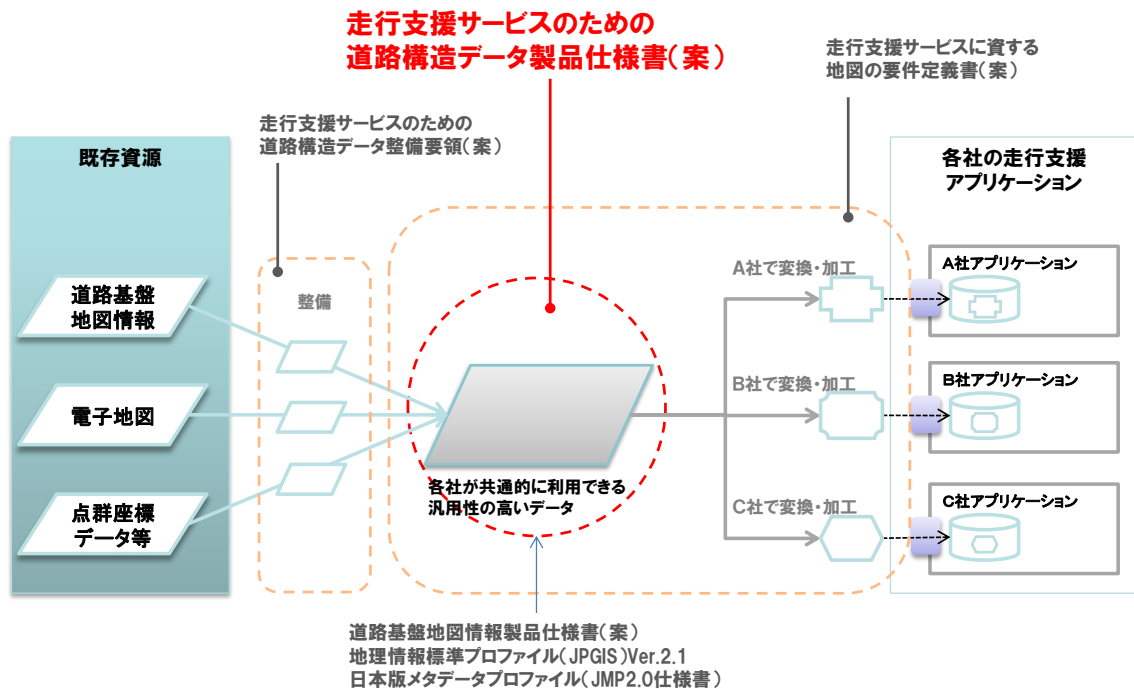 走行支援サービスのための
道路構造データ製品仕様書(案)
走行支援サービスに資する
地図の要件定義書(案)
走行支援サービスのための
道路構造データ整備要領(案)
既存資源
各社の走行支援
アプリケーション
道路基盤
地図情報
電子地図
点群座標
データ等
整備
各社が共通的に利用できる
汎用性の高いデータ
A社で変換・加工
B社で変換・加工
C社で変換・加工
A社アプリケーション
B社アプリケーション
C社アプリケーション
道路基盤地図情報製品仕様書(案)
地理情報標準プロファイル(JPGIS)Ver.2.1
日本版メタデータプロファイル(JMP2.0仕様書)